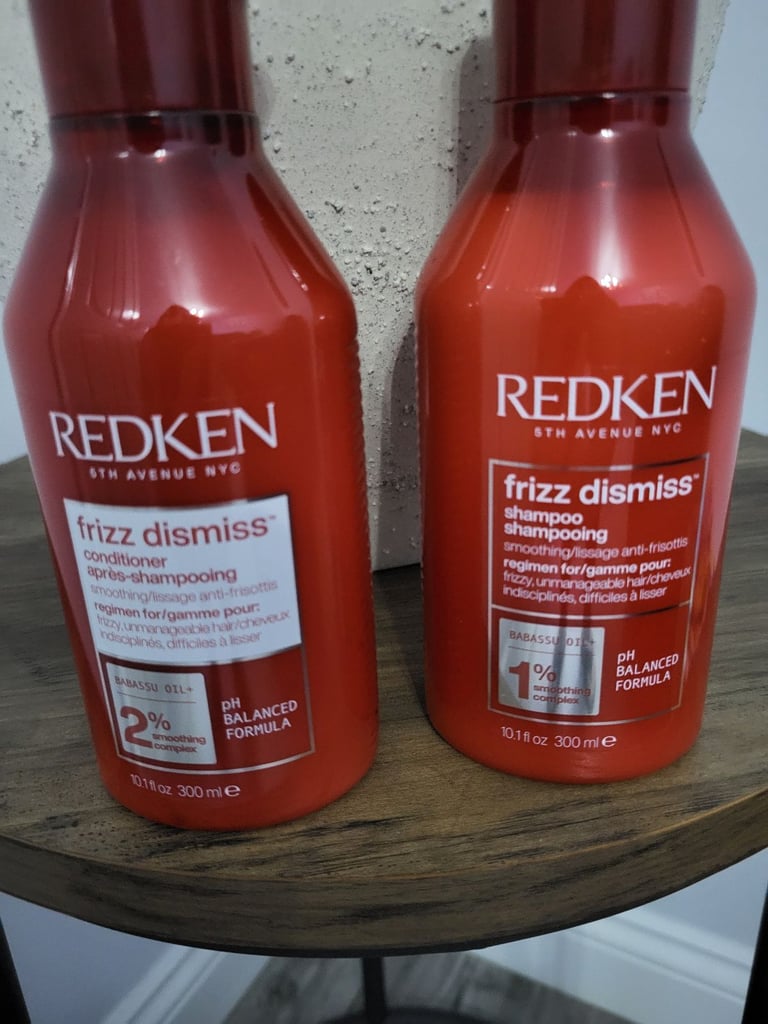 REDKEN
5TH AVENUE NYC
frizz dismiss™
conditioner
après-shampooing
smoothing/lissage anti-frisottis
regimen for/gamme pour:
frizzy, unmanageable hair/cheveux
indisciplinés, difficiles à lisser
BABASSU OIL+
2%
smoothing
complex
pH
BALANCED
FORMULA
10.1 fl oz 300 ml e
REDKEN
5TH AVENUE NYC
frizz dismiss™
shampoo
shampooing
smoothing/lissage anti-frisottis
regimen for/gamme pour:
frizzy, unmanageable hair/cheveux
indisciplinés, difficiles à lisser
BABASSU OIL+
1%
smoothing
complex
pH
BALANCED
FORMULA
10.1 fl oz 300 ml e